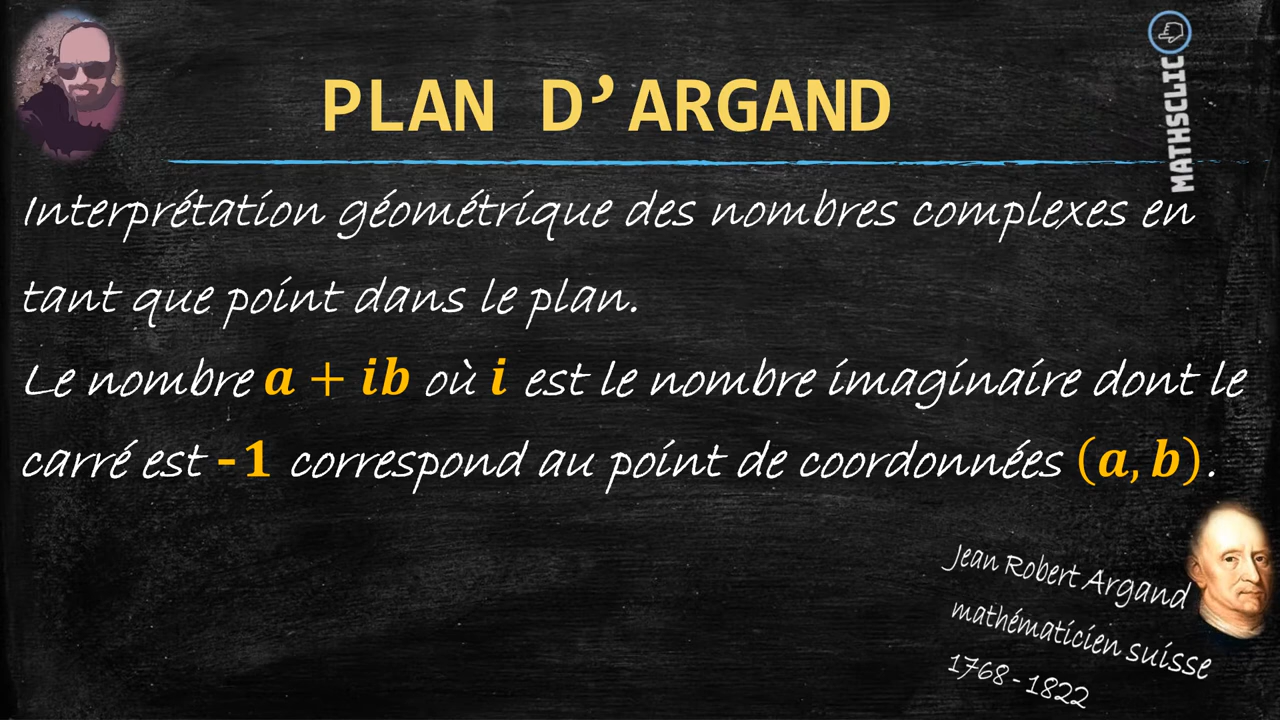 PLAN D’ARGAND
MATHSCLIC
Interprétation géométrique des nombres complexes en
tant que point dans le plan.
Le nombre a + ib où i est le nombre imaginaire dont le
carré est -1 correspond au point de coordonnées (a, b).
Jean Robert Argand
mathématicien suisse
1768 - 1822